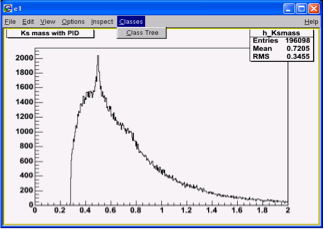 c1
File Edit View Options Inspect Classes Help
Class Tree
Ks mass with PID
h_Ksmass
Entries 196098
Mean 0.7205
RMS 0.3455
2000
1800
1600
1400
1200
1000
800
600
400
200
0
0 0.2 0.4 0.6 0.8 1 1.2 1.4 1.6 1.8 2